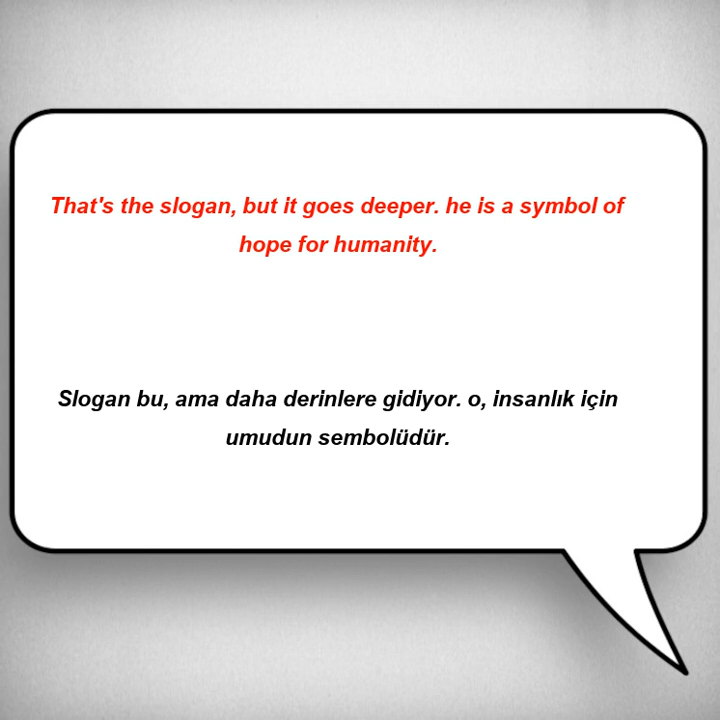 That's the slogan, but it goes deeper. he is a symbol of
hope for humanity.
Slogan bu, ama daha derinlere gidiyor. o, insanlık için
umudun sembolüdür.